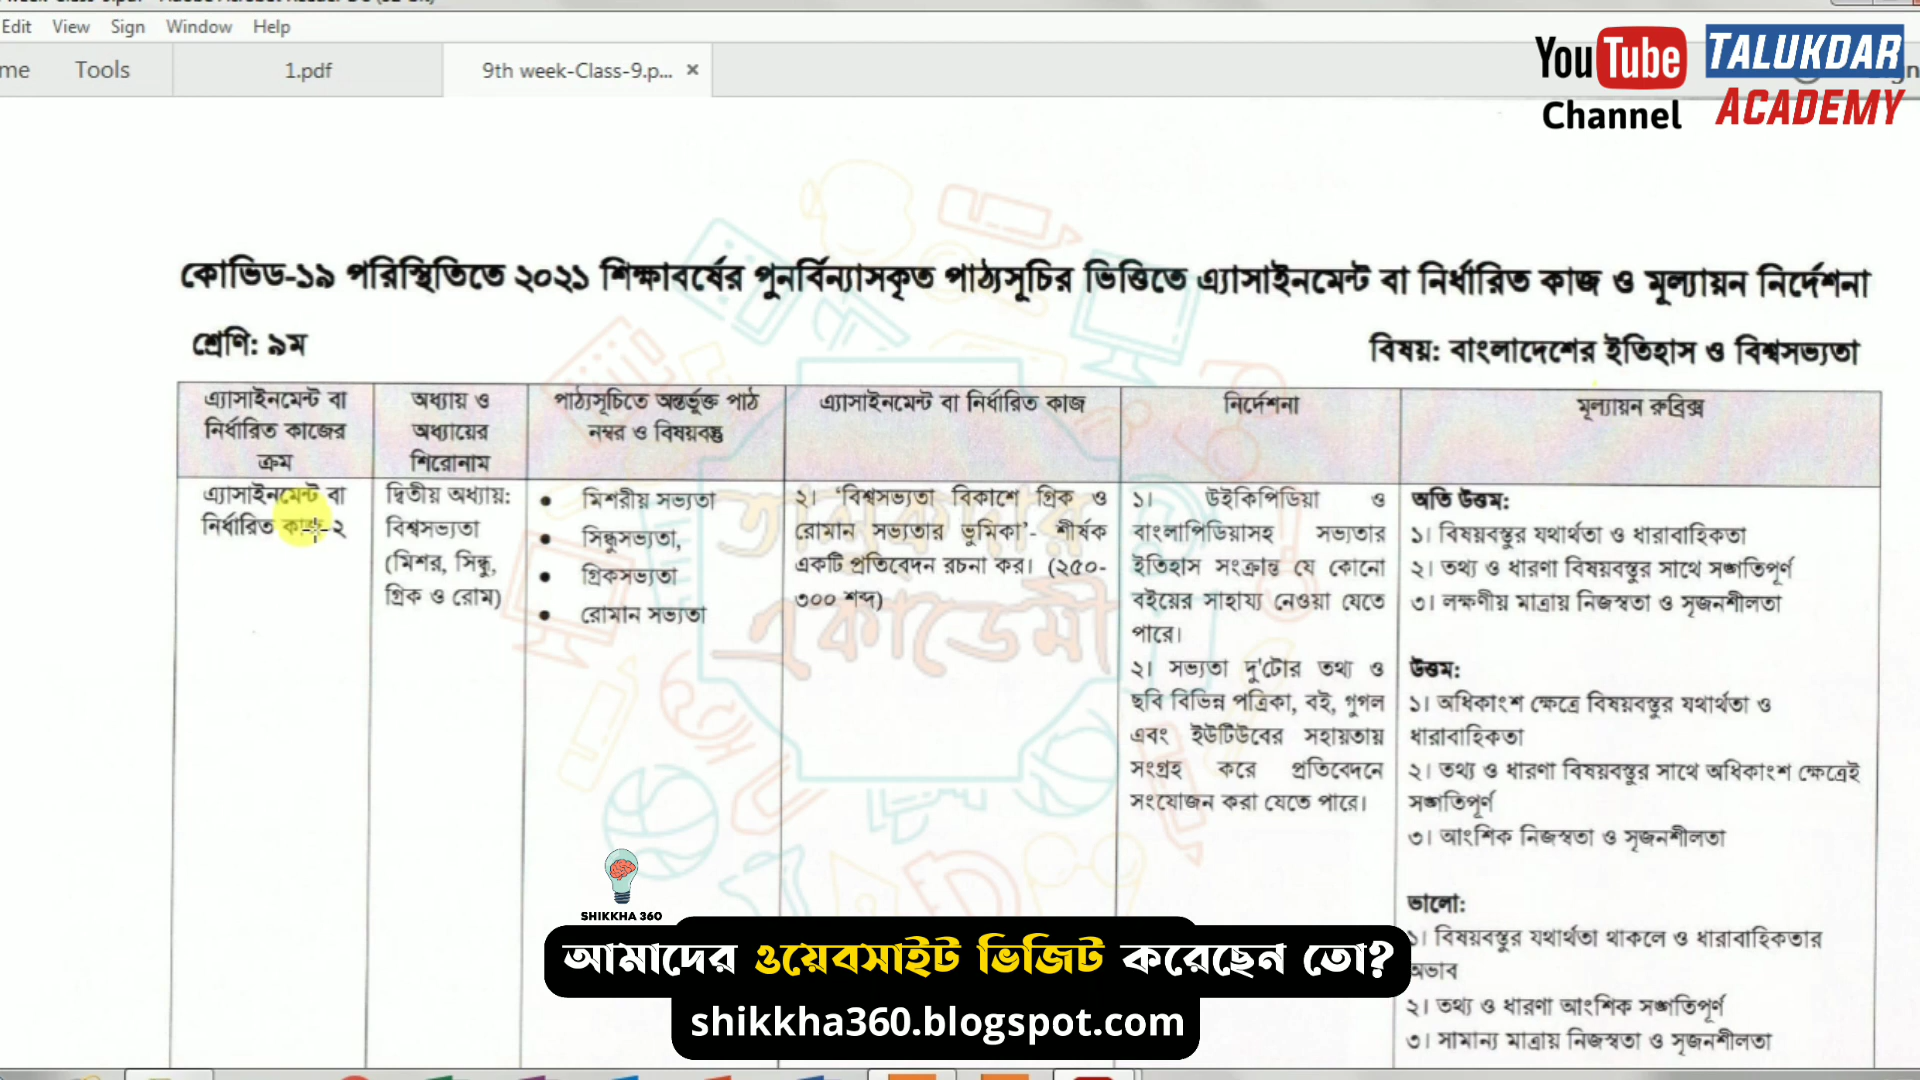 Edit View Sign Window Help
Tools
1.pdf
9th week-Class-9.p... ×
YouTube
Channel
TALUKDAR
ACADEMY
কোভিড-১৯ পরিস্থিতিতে ২০২১ শিক্ষাবর্ষের পুনর্বিন্যাসকৃত পাঠ্যসূচির ভিত্তিতে এ্যাসাইনমেন্ট বা নির্ধারিত কাজ ও মূল্যায়ন নির্দেশনা
শ্রেণি: ৯ম
বিষয়: বাংলাদেশের ইতিহাস ও বিশ্বসভ্যতা
এ্যাসাইনমেন্ট বা
নির্ধারিত কাজের
ক্রম
অধ্যায় ও
অধ্যায়ের
শিরোনাম
পাঠ্যসূচিতে অন্তর্ভুক্ত পাঠ
নম্বর ও বিষয়বস্তু
এ্যাসাইনমেন্ট বা নির্ধারিত কাজ
নির্দেশনা
মূল্যায়ন রুব্রিক্স
এ্যাসাইনমেন্ট বা
নির্ধারিত কাজ-২
দ্বিতীয় অধ্যায়:
বিশ্বসভ্যতা
(মিশর, সিন্ধু,
গ্রিক ও রোম)
• মিশরীয় সভ্যতা
• সিন্ধুসভ্যতা,
• গ্রিকসভ্যতা
• রোমান সভ্যতা
২। 'বিশ্বসভ্যতা বিকাশে গ্রিক ও
রোমান সভ্যতার ভুমিকা'- শীর্ষক
একটি প্রতিবেদন রচনা কর। (২৫০-
৩০০ শব্দ)
১। উইকিপিডিয়া ও
বাংলাপিডিয়াসহ সভ্যতার
ইতিহাস সংক্রান্ত যে কোনো
বইয়ের সাহায্য নেওয়া যেতে
পারে।
২। সভ্যতা দু'টোর তথ্য ও
ছবি বিভিন্ন পত্রিকা, বই, গুগল
এবং ইউটিউবের সহায়তায়
সংগ্রহ করে প্রতিবেদনে
সংযোজন করা যেতে পারে।
অতি উত্তম:
১। বিষয়বস্তুর যথার্থতা ও ধারাবাহিকতা
২। তথ্য ও ধারণা বিষয়বস্তুর সাথে সঙ্গতিপূর্ণ
৩। লক্ষণীয় মাত্রায় নিজস্বতা ও সৃজনশীলতা
উত্তম:
১। অধিকাংশ ক্ষেত্রে বিষয়বস্তুর যথার্থতা ও
ধারাবাহিকতা
২। তথ্য ও ধারণা বিষয়বস্তুর সাথে অধিকাংশ ক্ষেত্রেই
সঙ্গতিপূর্ণ
৩। আংশিক নিজস্বতা ও সৃজনশীলতা
ভালো:
১। বিষয়বস্তুর যথার্থতা থাকলে ও ধারাবাহিকতার
অভাব
২। তথ্য ও ধারণা আংশিক সঙ্গতিপূর্ণ
৩। সামান্য মাত্রায় নিজস্বতা ও সৃজনশীলতা
তালুকদার
একাডেমী
SHIKKHA 360
আমাদের ওয়েবসাইট ভিজিট করেছেন তো?
shikkha360.blogspot.com